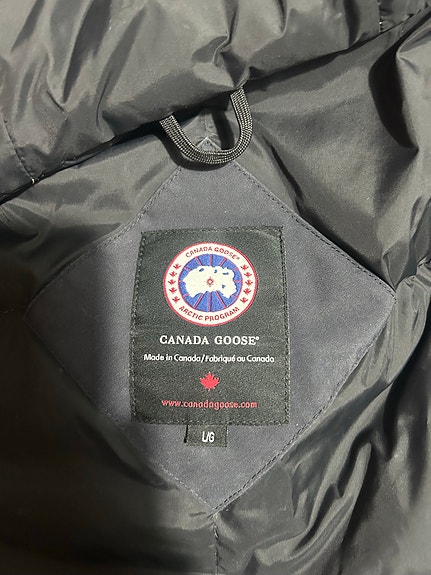 CANADA GOOSE®
ARCTIC PROGRAM
CANADA GOOSE®
Made in Canada/Fabriqué au Canada
www.canadagoose.com
L/G